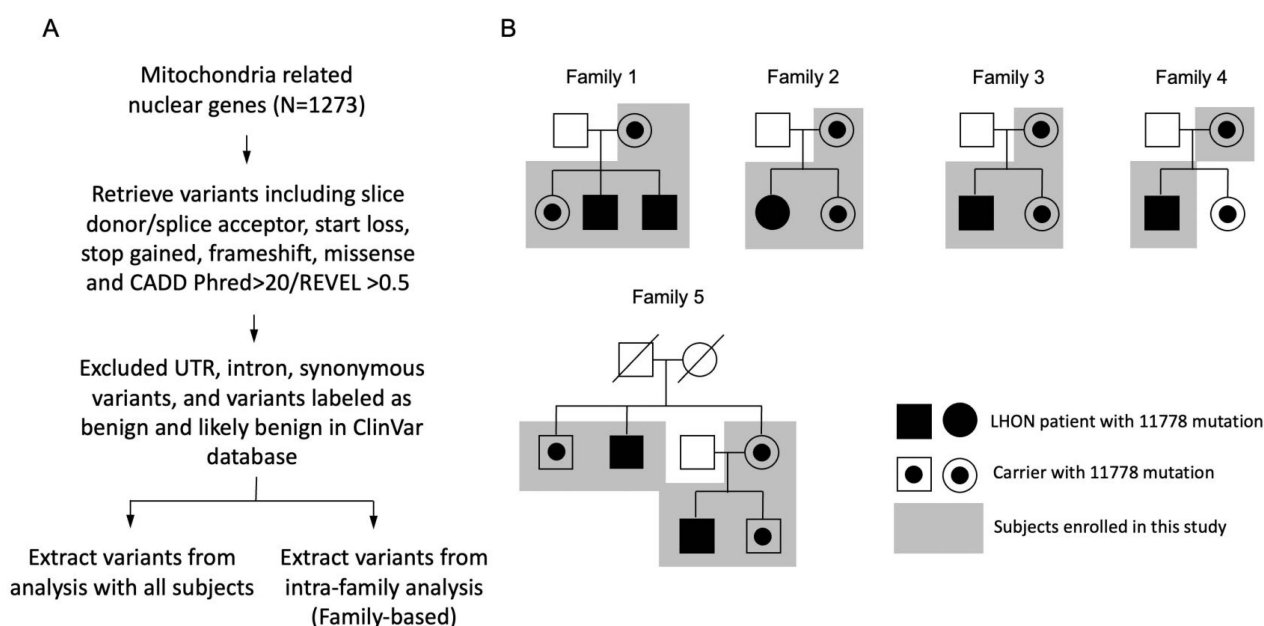 A
Mitochondria related
nuclear genes (N=1273)
Retrieve variants including slice
donor/splice acceptor, start loss,
stop gained, frameshift, missense
and CADD Phred>20/REVEL >0.5
Excluded UTR, intron, synonymous
variants, and variants labeled as
benign and likely benign in ClinVar
database
Extract variants from
analysis with all subjects
Extract variants from
intra-family analysis
(Family-based)
B
Family 1
Family 2
Family 3
Family 4
Family 5
LHON patient with 11778 mutation
Carrier with 11778 mutation
Subjects enrolled in this study